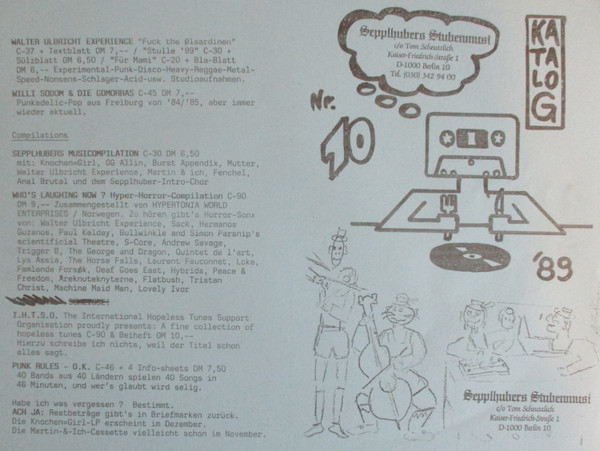 WALTER ULBRICHT EXPERIENCE "Fuck the Ølsardinen"
C-37 + Textblatt DM 7,-- / "Stulle '89" C-30 +
Sülzblatt DM 6,50 / "Für Mami" C-20 + Bla-Blatt
DM 6,-- Experimental-Punk-Disco-Heavy-Reggae-Metal-
Speed-Nonsens-Schlager-Acid-usw. Studioaufnahmen.
WILLI SODOM & DIE GOMORRAS C-45 DM 7,--
Punkadelic-Pop aus Freiburg von '84/'85, aber immer
wieder aktuell.
Compilations
SEPPLHUBERS MUSICOMPILATION C-30 DM 6,50
mit: Knochen=Girl, GG Allin, Burst Appendix, Mutter,
Walter Ulbricht Experience, Martin & ich, Fenchel,
Anal Brutal und dem Sepplhuber-Intro-Chor
WHO'S LAUGHING NOW ? Hyper-Horror-Compilation C-90
DM 9,-- Zusammengestellt von HYPERTONIA WORLD
ENTERPRISES / Norwegen. Zu hören gibt's Horror-Sonx
von: Walter Ulbricht Experience, Sack, Hermanos
Guzanos, Paul Kelday, Bullwinkle and Simon Paranip's
scientificial Theatre, S-Core, Andrew Savage,
Trigger 8, The George and Dragon, Quintet de l'art,
Lys Assia, The Horse Falls, Laurent Fauconnet, Loke,
Famlende Forsøk, Deaf Goes East, Hybrids, Peace &
Freedom, Areknuteknyterne, Flatbush, Tristan
Christ, Machine Maid Man, Lovely Ivor
I.H.T.S.O. The International Hopeless Tunes Support
Organisation proudly presents: A fine collection of
hopeless tunes C-90 & Beiheft DM 10,--
Hierzu schreibe ich nichts, weil der Titel schon
alles sagt.
PUNK RULES - O.K. C-46 + 4 Info-sheets DM 7,50
40 Bands aus 40 Ländern spielen 40 Songs in
46 Minuten, und wer's glaubt wird selig.
Habe ich was vergessen ? Bestimmt.
ACH JA: Restbeträge gibt's in Briefmarken zurück.
Die Knochen=Girl-LP erscheint im Dezember.
Die Martin-&-Ich-Cassette vielleicht schon im November.
Sepplhubers Stubenmusi
c/o Tom Scheutzlich
Kaiser-Friedrich-Straße 1
D-1000 Berlin 10
Tel. (030) 342 94 00
KATALOG
Nr.
10
'89
Sepplhubers Stubenmusi
c/o Tom Scheutzlich
Kaiser-Friedrich-Straße 1
D-1000 Berlin 10